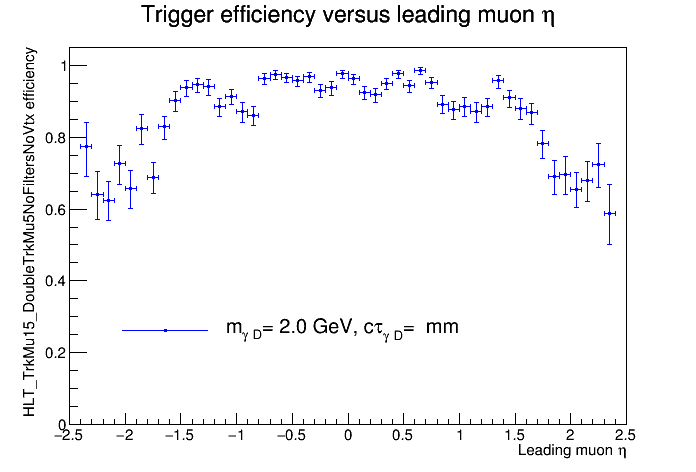 Trigger efficiency versus leading muon η
HLT_TrkMu15_DoubleTrkMu5NoFiltersNoVtx efficiency
1
0.8
0.6
0.4
0.2
0
m_γ D= 2.0 GeV, cτ_γ D=  mm
−2.5 −2 −1.5 −1 −0.5 0 0.5 1 1.5 2 2.5
Leading muon η